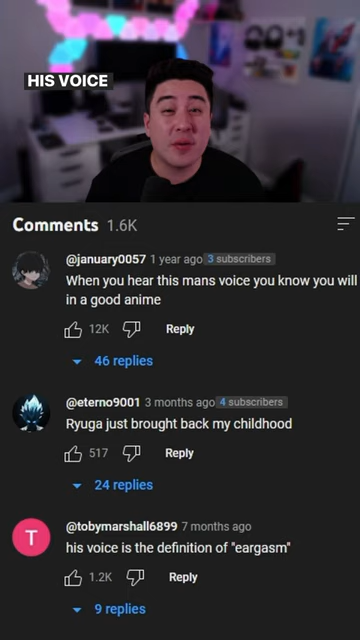 HIS VOICE
Comments 1.6K
@january0057 1 year ago 3 subscribers
When you hear this mans voice you know you will
in a good anime
12K Reply
46 replies
@eterno9001 3 months ago 4 subscribers
Ryuga just brought back my childhood
517 Reply
24 replies
T
@tobymarshall6899 7 months ago
his voice is the definition of "eargasm"
1.2K Reply
9 replies